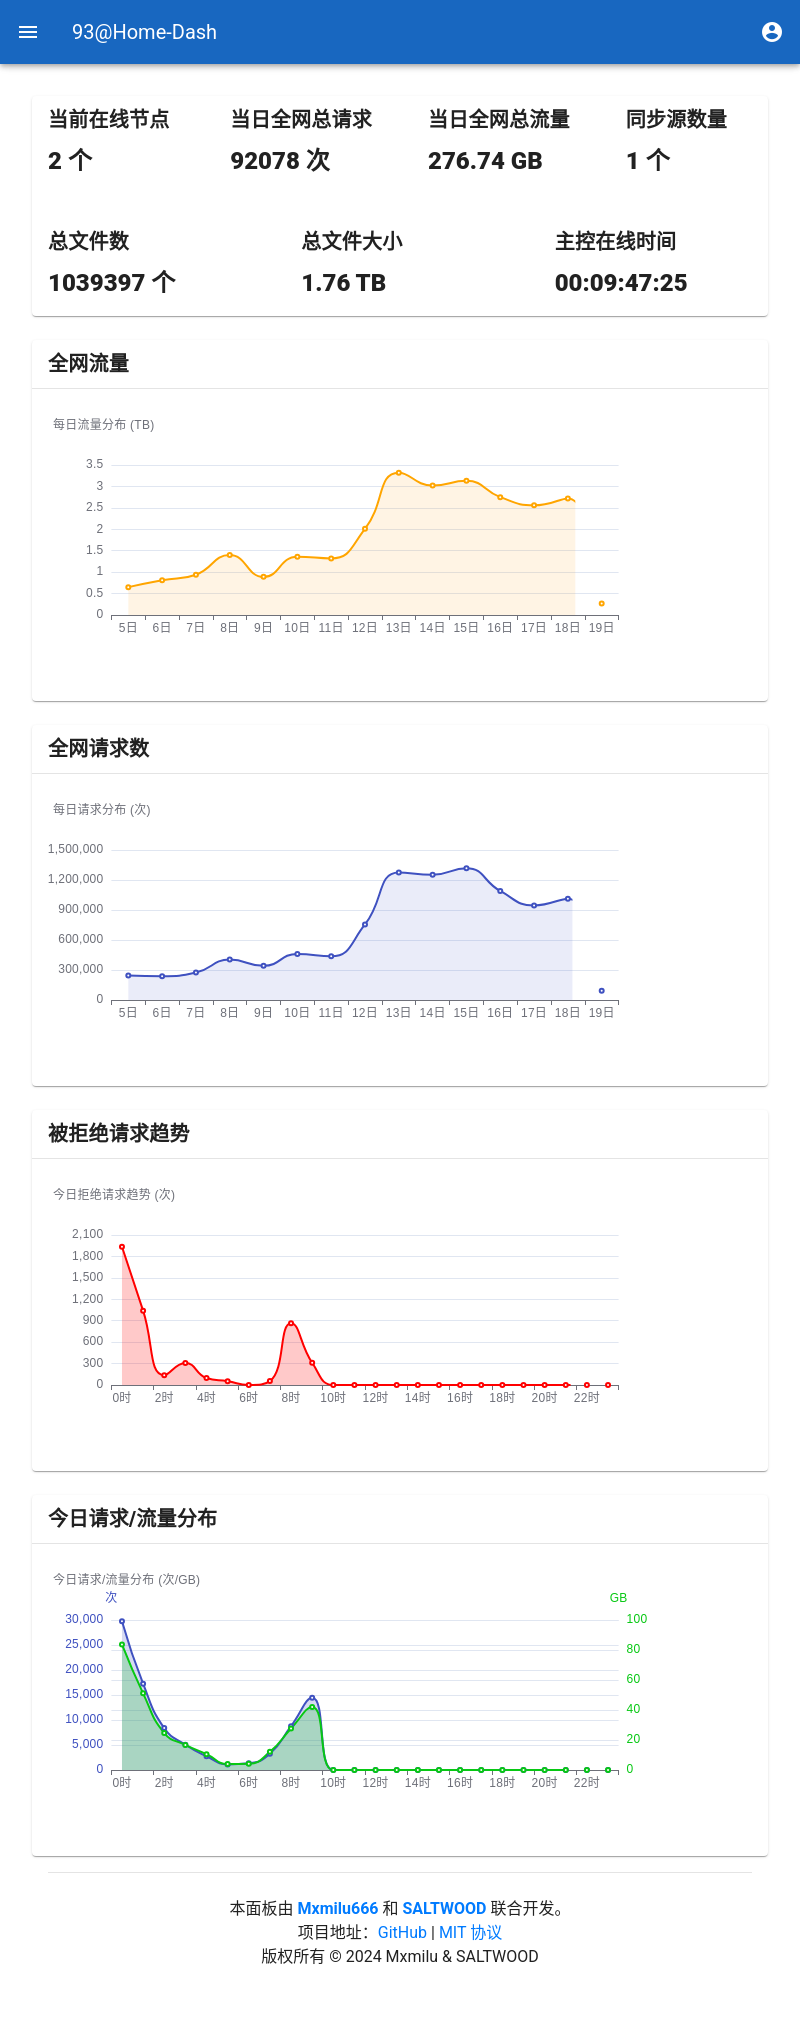 93@Home-Dash
当前在线节点 当日全网总请求 当日全网总流量 同步源数量
2 个 92078 次 276.74 GB 1 个
总文件数 总文件大小 主控在线时间
1039397 个 1.76 TB 00:09:47:25
全网流量
每日流量分布 (TB)
3.5
3
2.5
2
1.5
1
0.5
0
5日 6日 7日 8日 9日 10日 11日 12日 13日 14日 15日 16日 17日 18日 19日
全网请求数
每日请求分布 (次)
1,500,000
1,200,000
900,000
600,000
300,000
0
5日 6日 7日 8日 9日 10日 11日 12日 13日 14日 15日 16日 17日 18日 19日
被拒绝请求趋势
今日拒绝请求趋势 (次)
2,100
1,800
1,500
1,200
900
600
300
0
0时 2时 4时 6时 8时 10时 12时 14时 16时 18时 20时 22时
今日请求/流量分布
今日请求/流量分布 (次/GB)
次 GB
30,000 100
25,000 80
20,000 60
15,000 40
10,000 20
5,000 0
0
0时 2时 4时 6时 8时 10时 12时 14时 16时 18时 20时 22时
本面板由 Mxmilu666 和 SALTWOOD 联合开发。
项目地址：GitHub | MIT 协议
版权所有 © 2024 Mxmilu & SALTWOOD